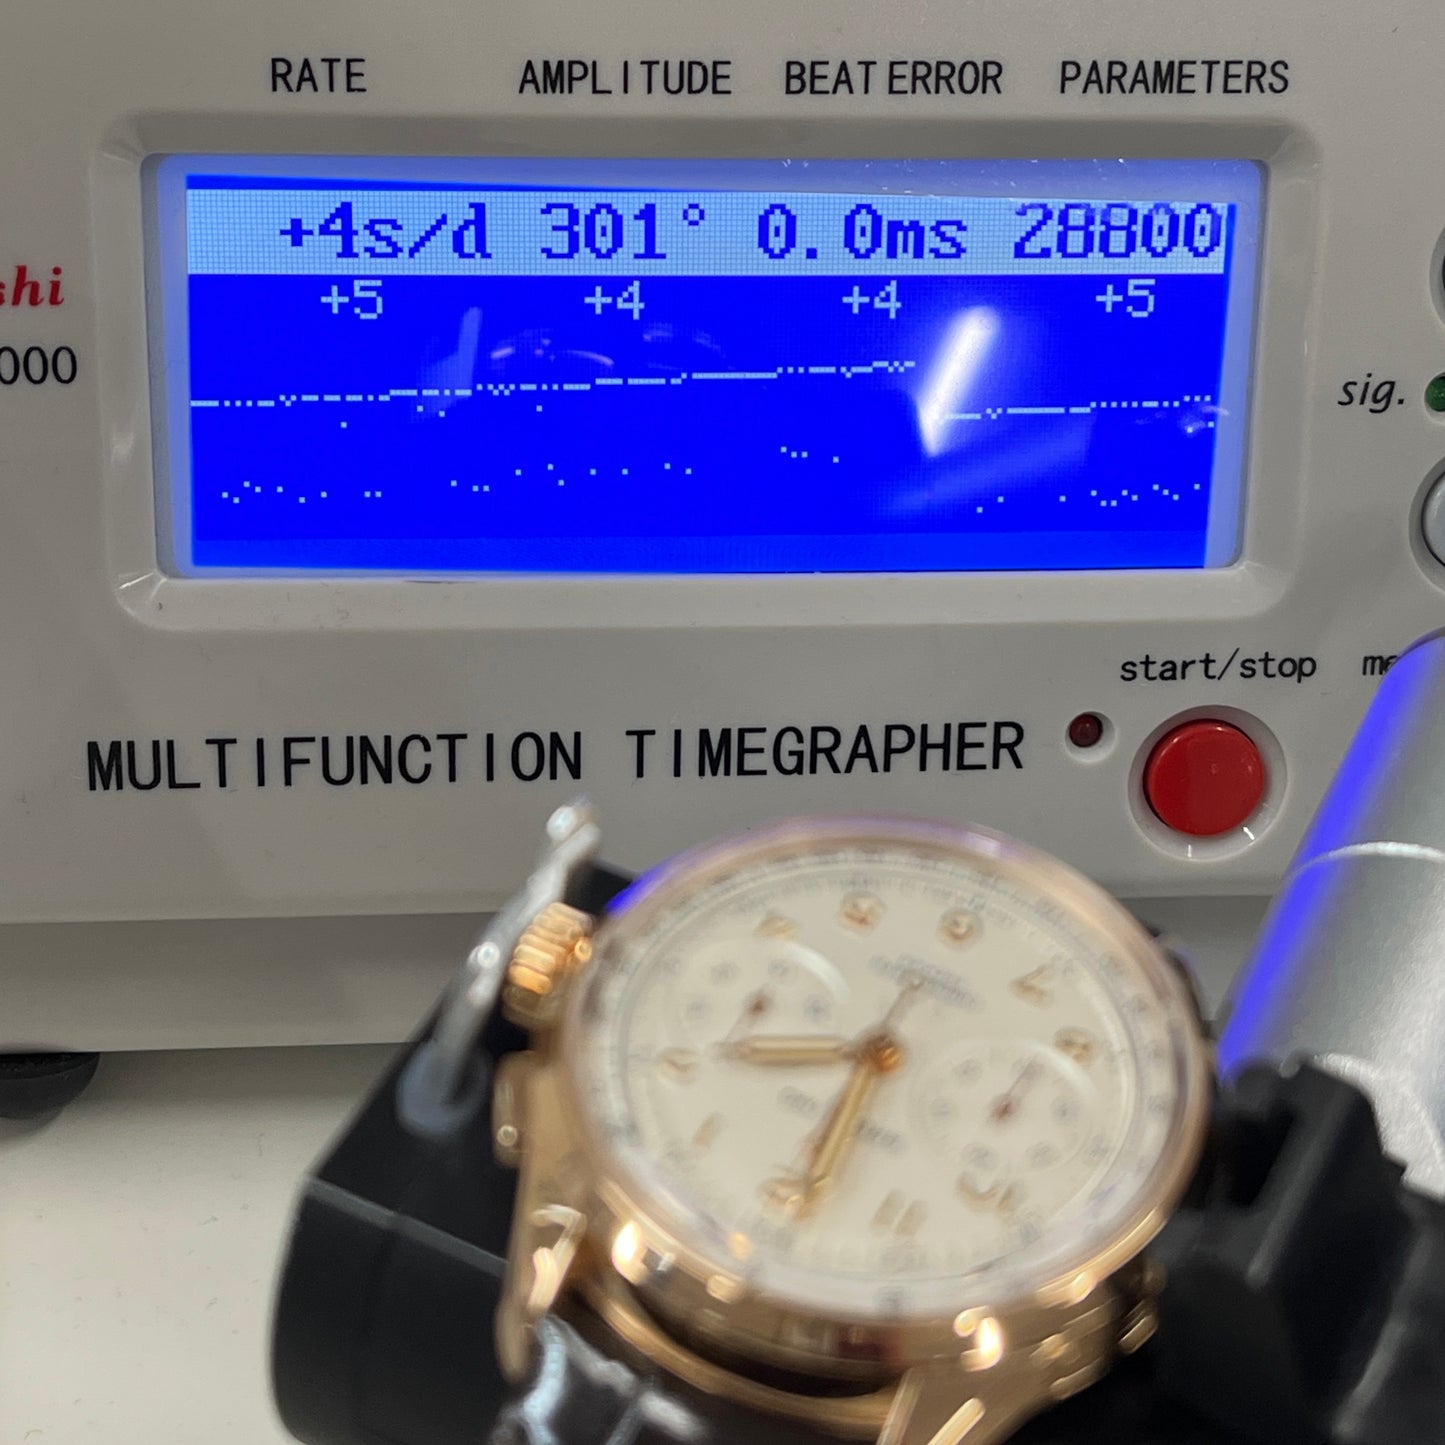 RATE AMPLITUDE BEAT ERROR PARAMETERS
+4s/d 301° 0.0ms 28800
+5 +4 +4 +5
shi
000
sig.
start/stop
MULTIFUNCTION TIMEGRAPHER